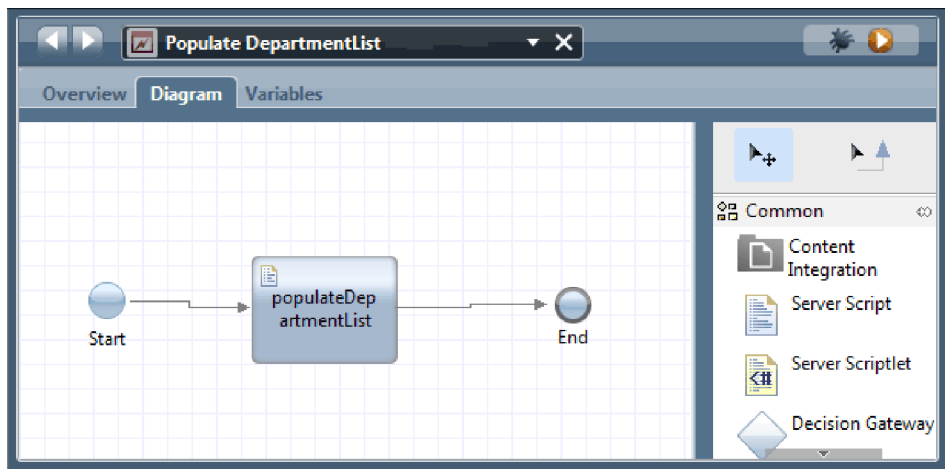 Populate DepartmentList
Overview Diagram Variables
Common
Content
Integration
Server Script
Server Scriptlet
Decision Gateway
populateDep
artmentList
Start
End